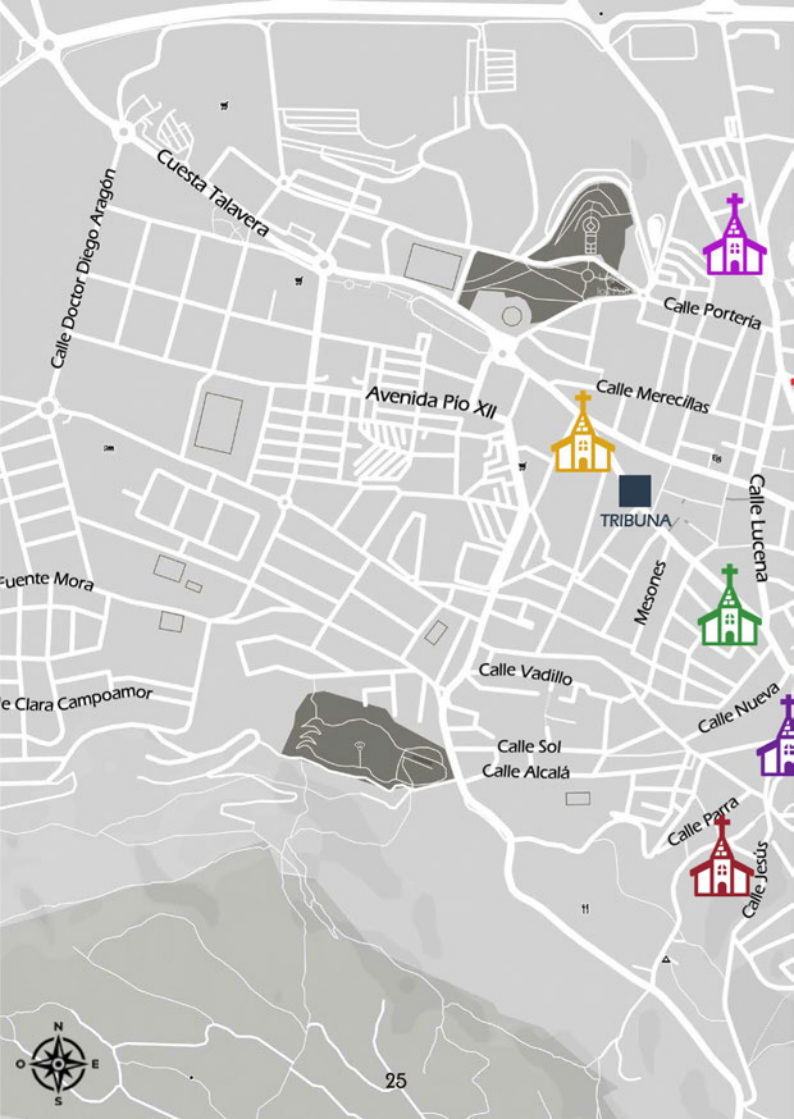 Cuesta Talavera
Calle Doctor Diego Aragón
Calle Portería
Calle Merecillas
Avenida Pío XII
Calle Lucena
TRIBUNA
Mesones
Fuente Mora
Calle Vadillo
e Clara Campoamor
Calle Nueva
Calle Sol
Calle Alcalá
Calle Parra
Calle Jesús
N
O
E
S
25